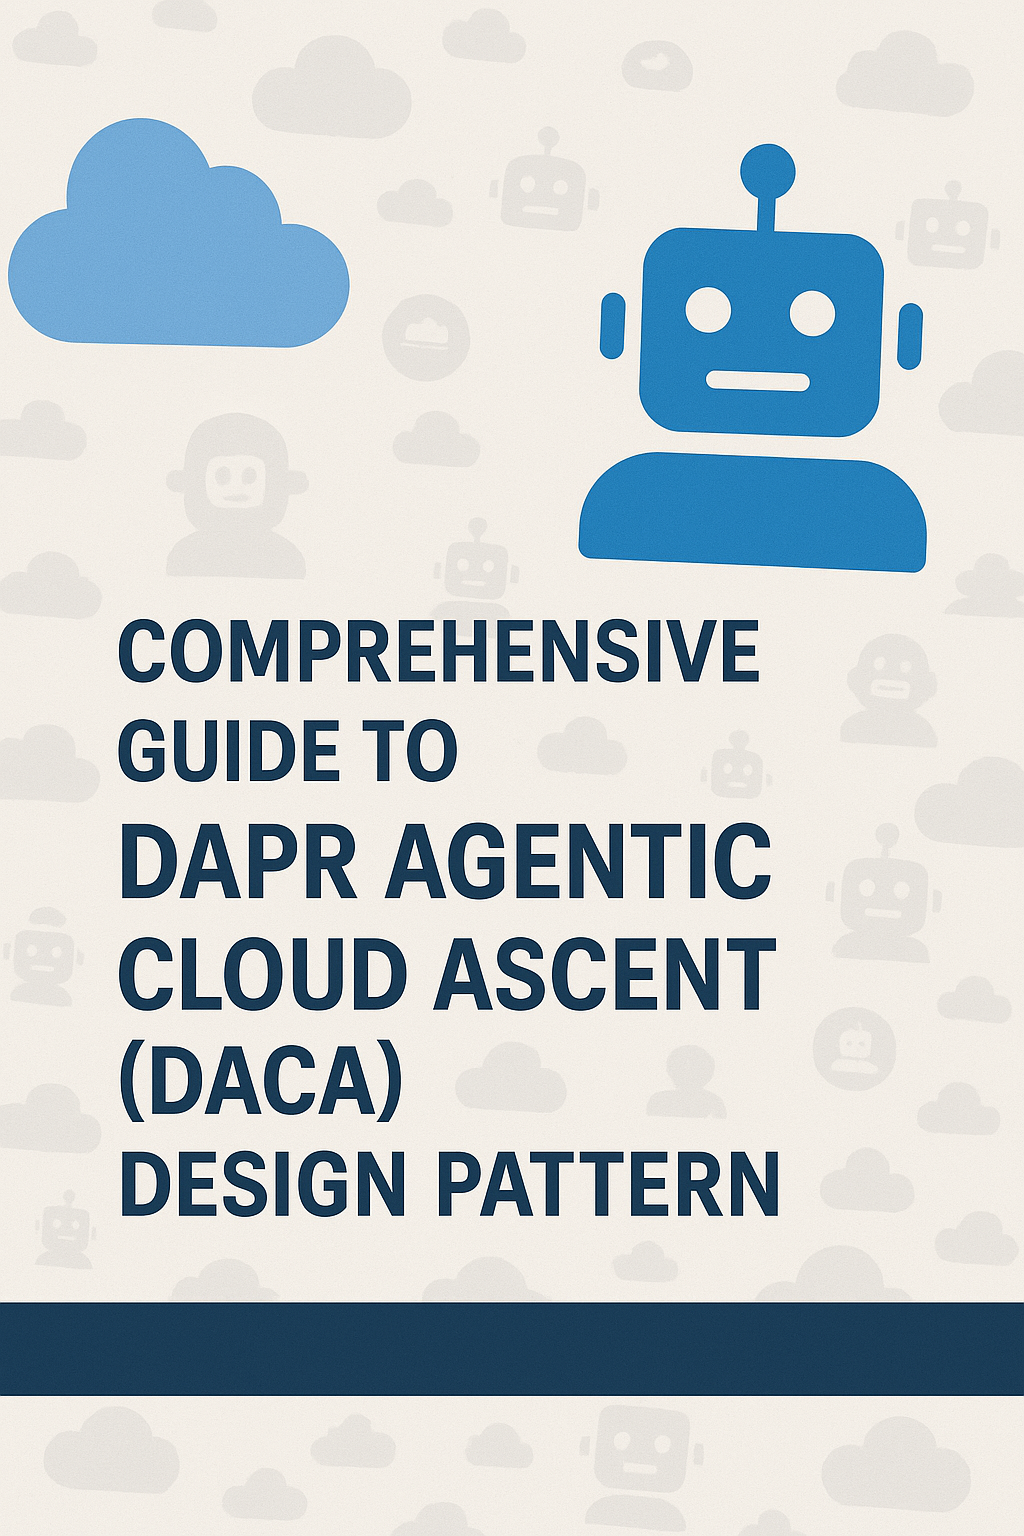 COMPREHENSIVE
GUIDE TO
DAPR AGENTIC
CLOUD ASCENT
(DACA)
DESIGN PATTERN